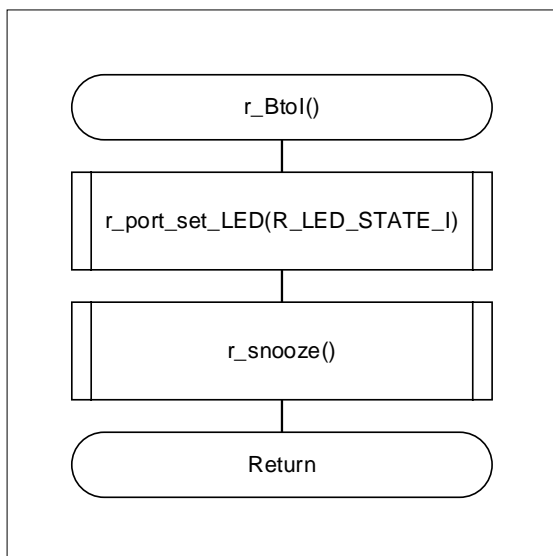 r_BtoI()
r_port_set_LED(R_LED_STATE_I)
r_snooze()
Return